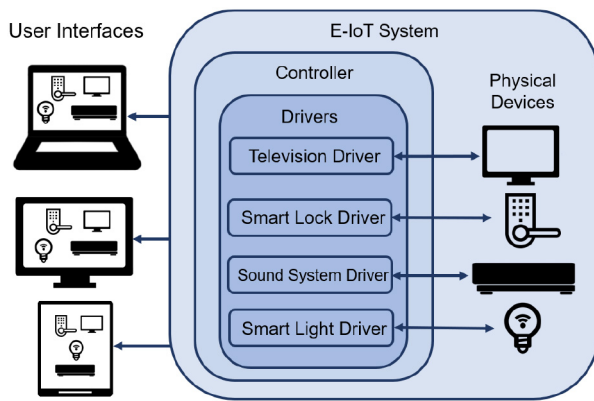 User Interfaces
E-IoT System
Controller
Physical
Devices
Drivers
Television Driver
Smart Lock Driver
Sound System Driver
Smart Light Driver